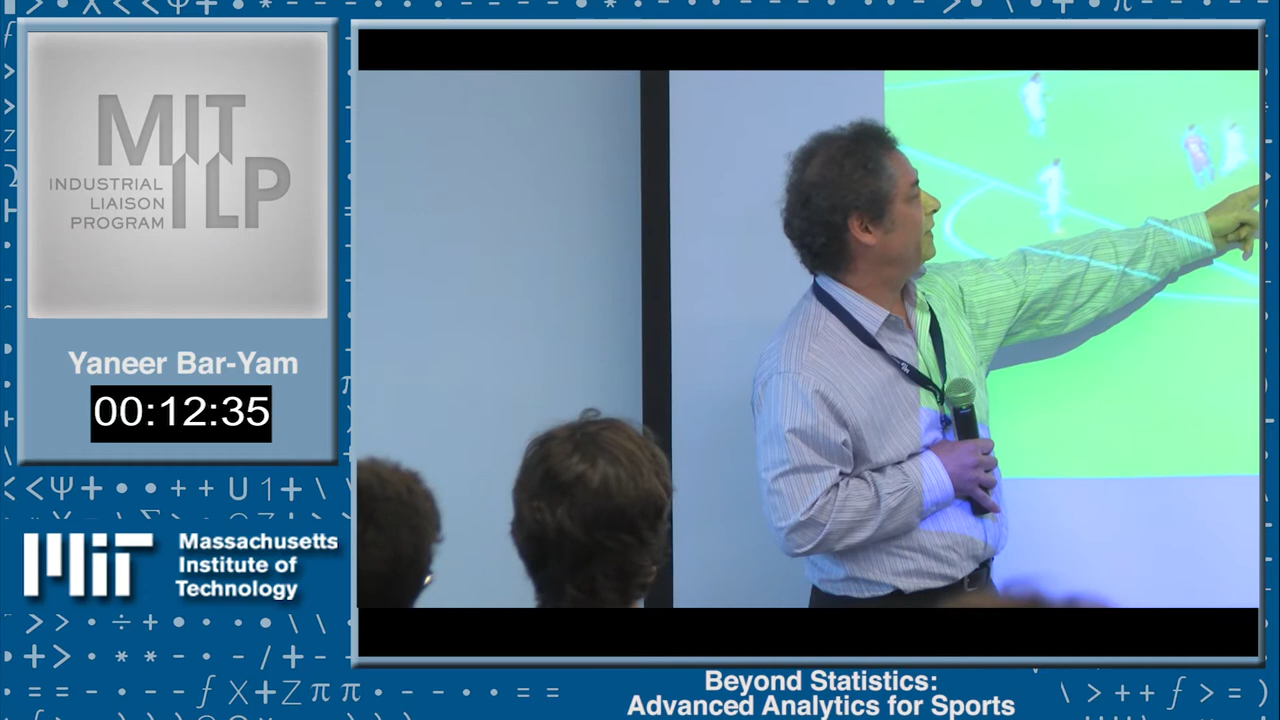 MIT
ILP
INDUSTRIAL
LIAISON
PROGRAM
Yaneer Bar-Yam
00:12:35
MIT
Massachusetts
Institute of
Technology
Beyond Statistics:
Advanced Analytics for Sports